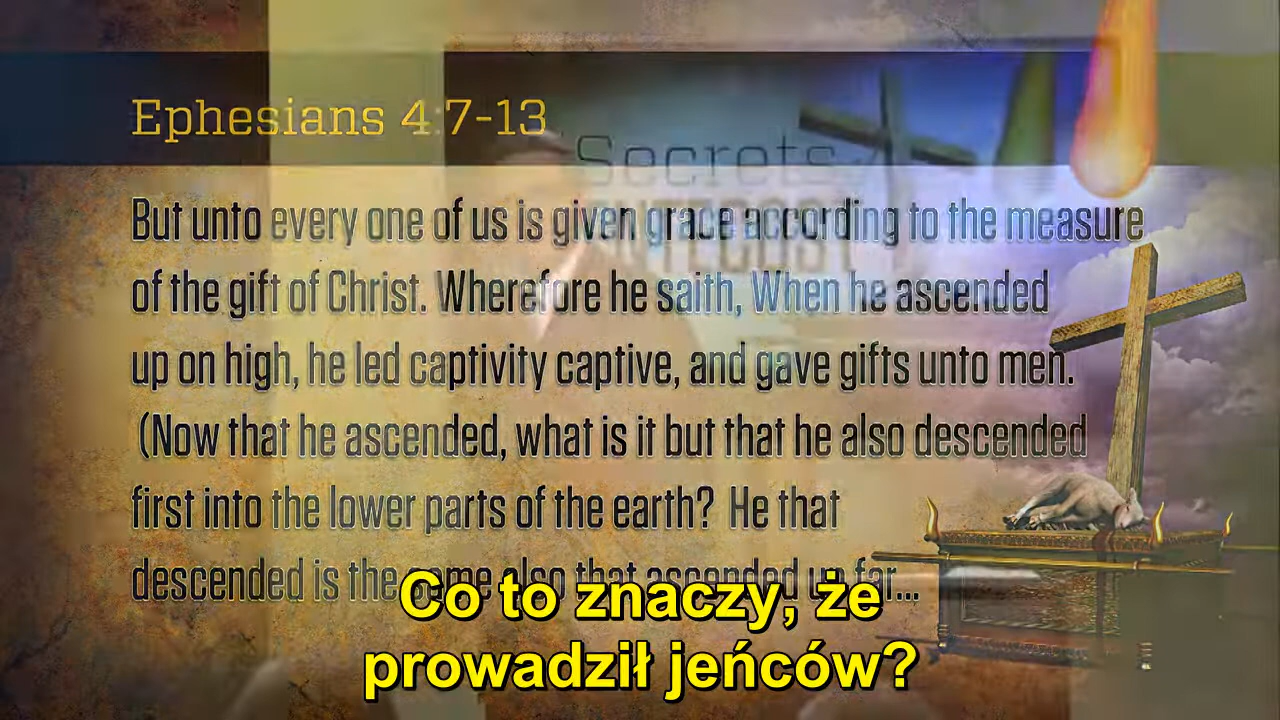 Ephesians 4:7-13
Secrets
NTECOST
But unto every one of us is given grace according to the measure
of the gift of Christ. Wherefore he saith, When he ascended
up on high, he led captivity captive, and gave gifts unto men.
(Now that he ascended, what is it but that he also descended
first into the lower parts of the earth? He that
descended is the same also that ascended up far...
Co to znaczy, że
prowadził jeńców?